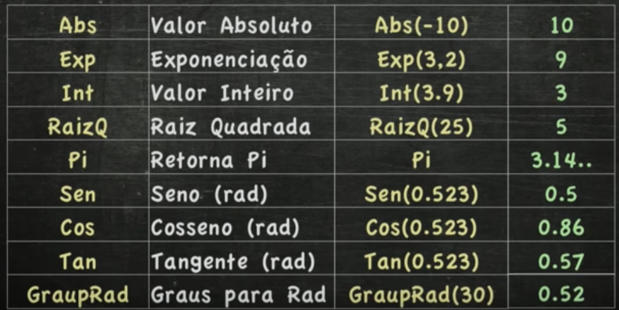 Abs Valor Absoluto Abs(-10) 10
Exp Exponenciação Exp(3,2) 9
Int Valor Inteiro Int(3.9) 3
RaizQ Raiz Quadrada RaizQ(25) 5
Pi Retorna Pi Pi 3.14..
Sen Seno (rad) Sen(0.523) 0.5
Cos Cosseno (rad) Cos(0.523) 0.86
Tan Tangente (rad) Tan(0.523) 0.57
GraupRad Graus para Rad GraupRad(30) 0.52